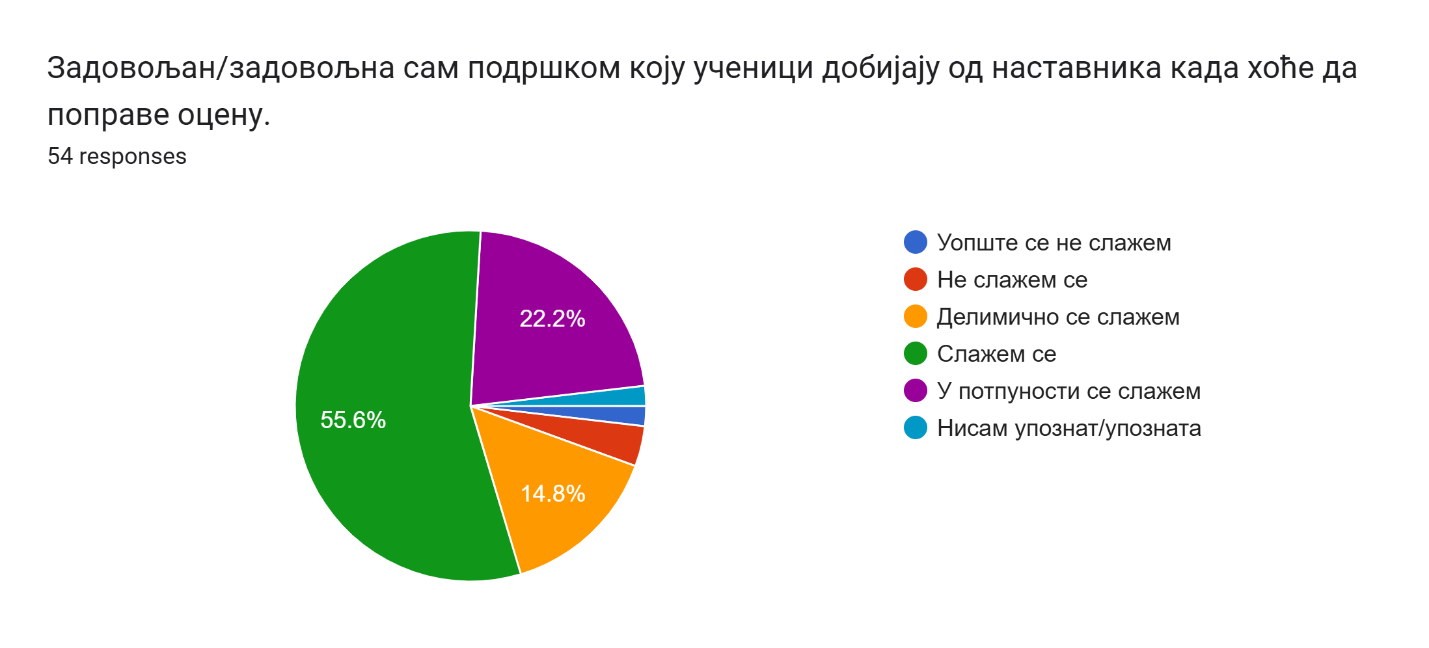 Задовољан/задовољна сам подршком коју ученици добијају од наставника када хоће да
поправе оцену.
54 responses
22.2%
55.6%
14.8%
Уопште се не слажем
Не слажем се
Делимично се слажем
Слажем се
У потпуности се слажем
Нисам упознат/упозната